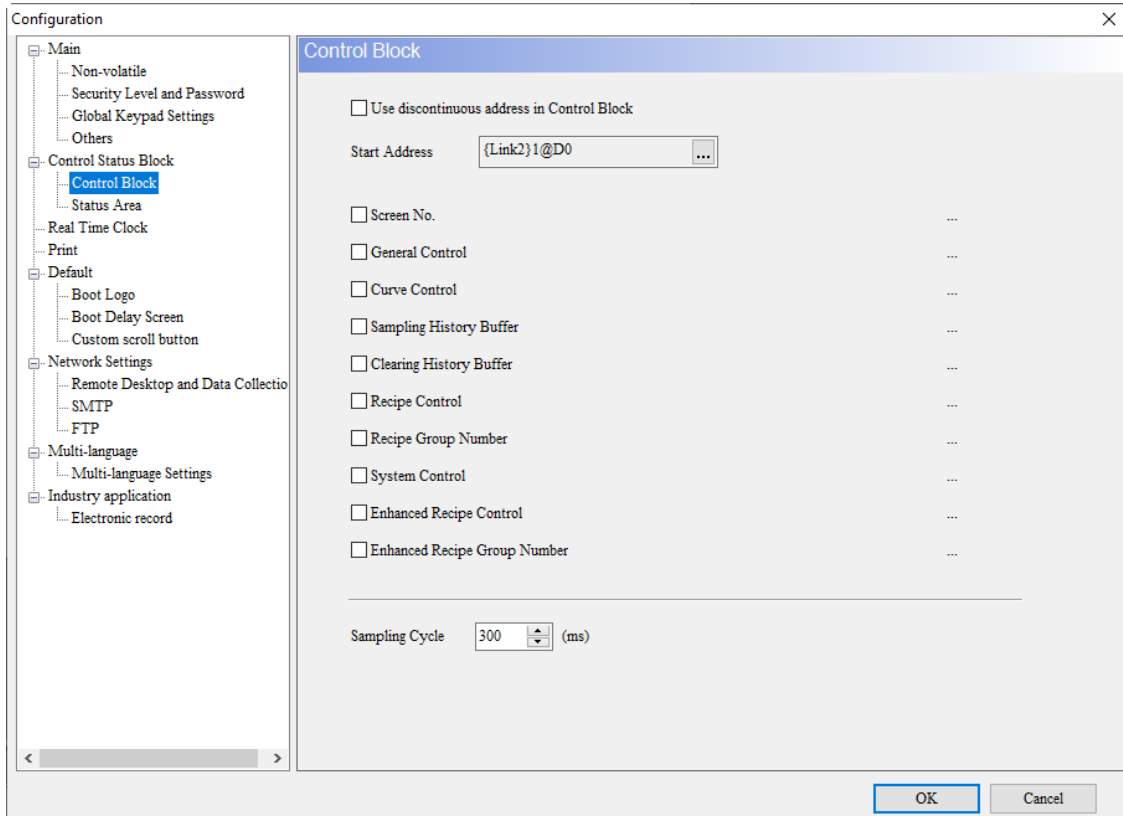 Configuration
Main
Non-volatile
Security Level and Password
Global Keypad Settings
Others
Control Status Block
Control Block
Status Area
Real Time Clock
Print
Default
Boot Logo
Boot Delay Screen
Custom scroll button
Network Settings
Remote Desktop and Data Collectio
SMTP
FTP
Multi-language
Multi-language Settings
Industry application
Electronic record
Control Block
Use discontinuous address in Control Block
Start Address {Link2}1@D0 ...
Screen No. ...
General Control ...
Curve Control ...
Sampling History Buffer ...
Clearing History Buffer ...
Recipe Control ...
Recipe Group Number ...
System Control ...
Enhanced Recipe Control ...
Enhanced Recipe Group Number ...
Sampling Cycle 300 (ms)
OK Cancel